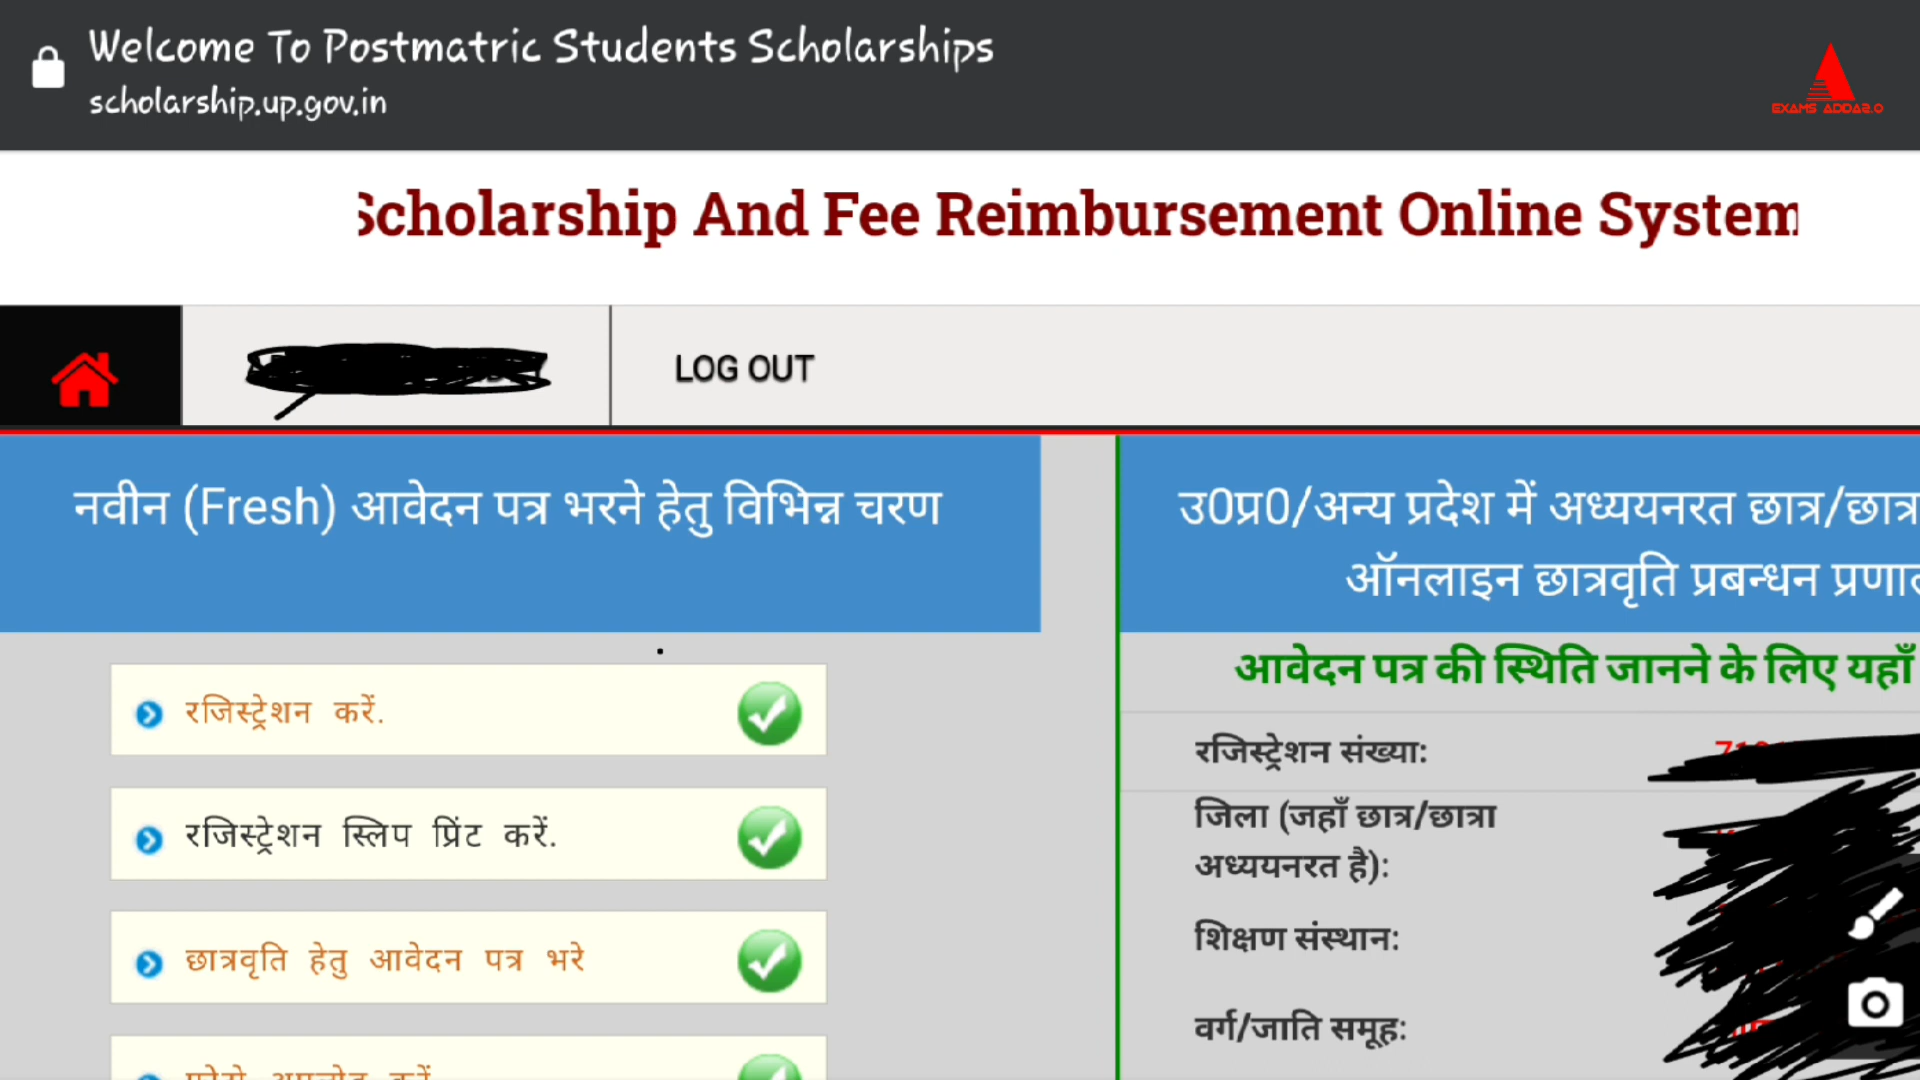 Welcome To Postmatric Students Scholarships
scholarship.up.gov.in
EXAMS ADDA2.0
Scholarship And Fee Reimbursement Online System
LOG OUT
नवीन (Fresh) आवेदन पत्र भरने हेतु विभिन्न चरण
रजिस्ट्रेशन करें.
रजिस्ट्रेशन स्लिप प्रिंट करें.
छात्रवृति हेतु आवेदन पत्र भरे
उ0प्र0/अन्य प्रदेश में अध्ययनरत छात्र/छात्र
ऑनलाइन छात्रवृति प्रबन्धन
आवेदन पत्र की स्थिति जानने के लिए यहाँ
रजिस्ट्रेशन संख्या:
जिला (जहाँ छात्र/छात्रा
अध्ययनरत है):
शिक्षण संस्थान:
वर्ग/जाति समूह: